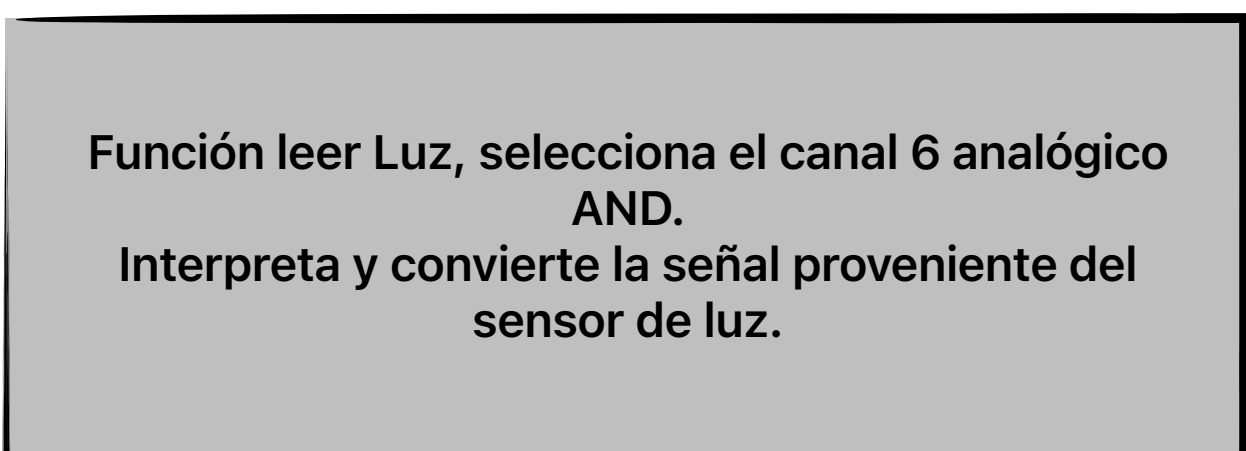 Función leer Luz, selecciona el canal 6 analógico
AND.
Interpreta y convierte la señal proveniente del
sensor de luz.